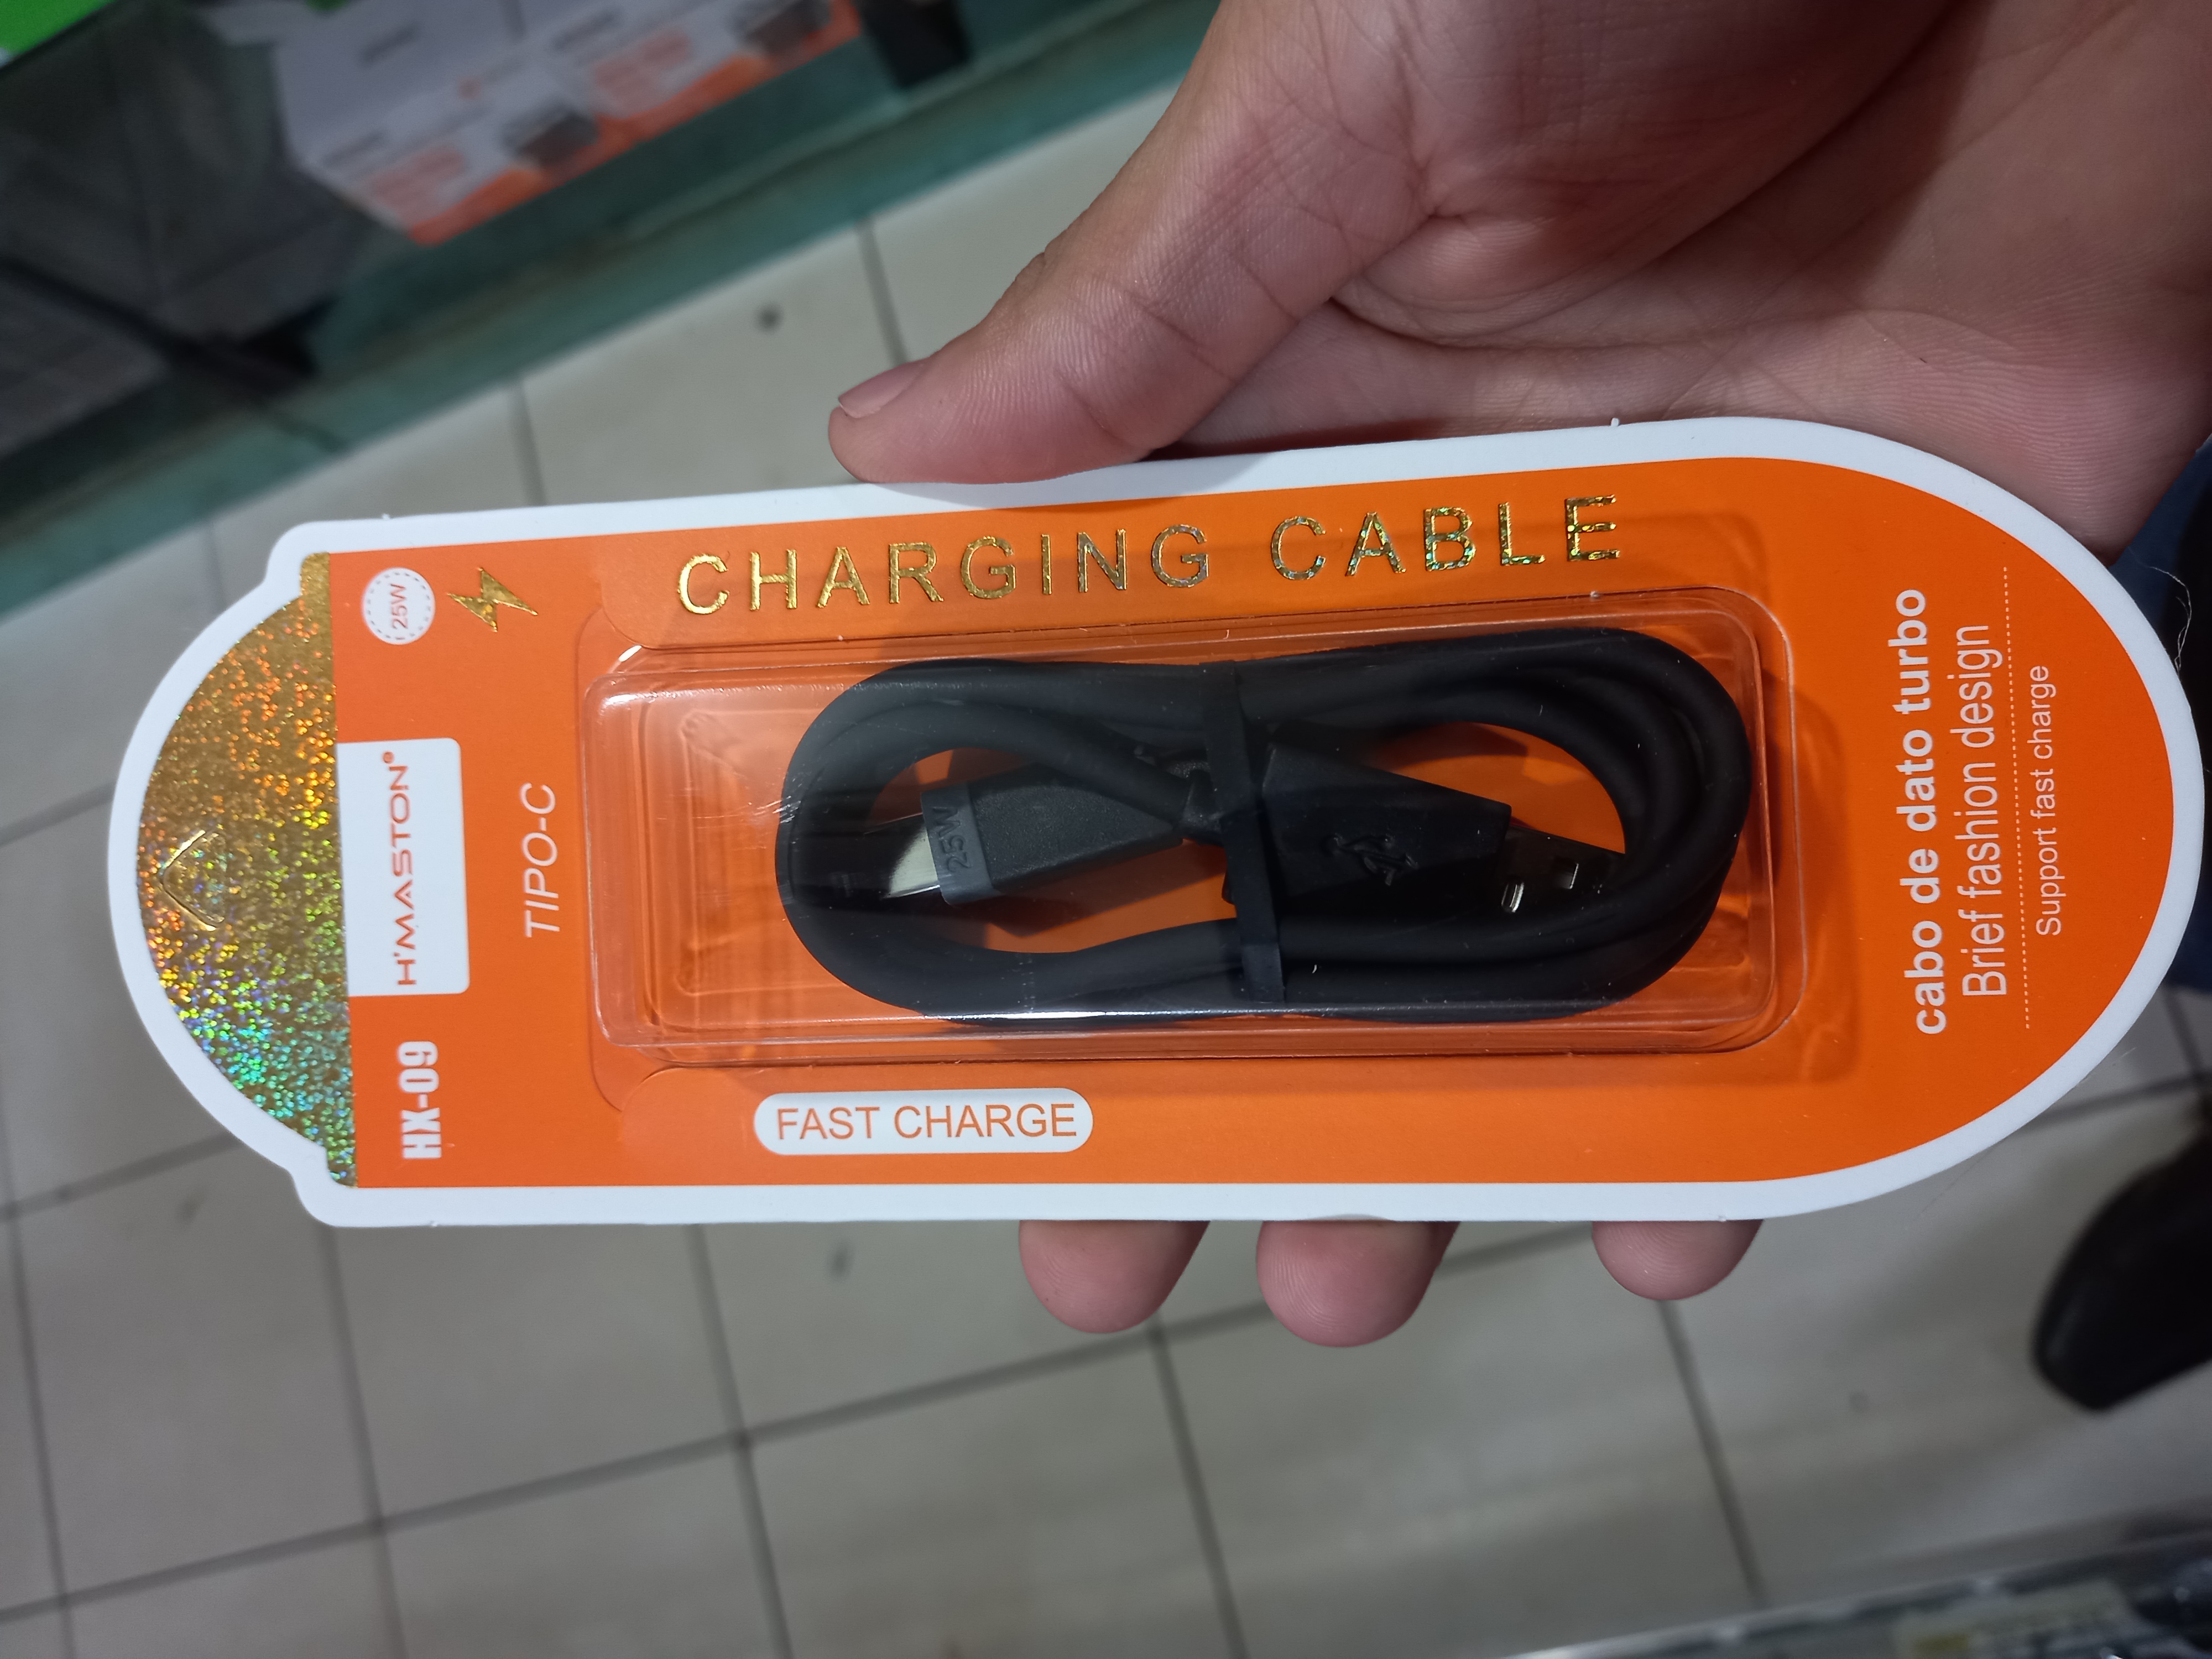 HX-09
H'MASTON®
25W
TIPO-C
FAST CHARGE
CHARGING CABLE
25W
cabo de dato turbo
Brief fashion design
Support fast charge